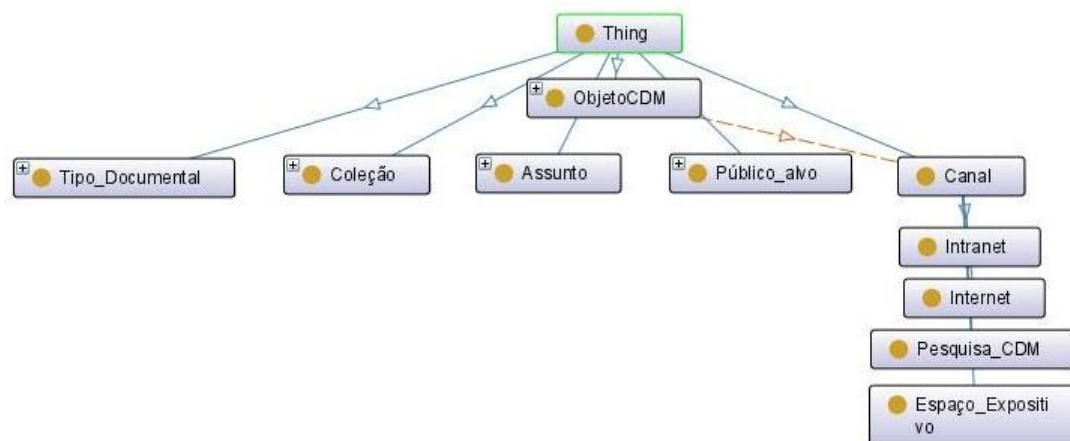 Thing
ObjetoCDM
Tipo_Documental
Coleção
Assunto
Público_alvo
Canal
Intranet
Internet
Pesquisa_CDM
Espaço_Expositi
vo